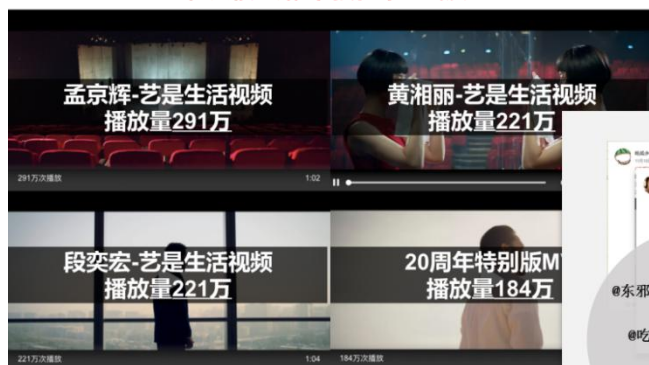 孟京辉-艺是生活视频
播放量291万
291万次播放
1:02
黄湘丽-艺是生活视频
播放量221万
段奕宏-艺是生活视频
播放量221万
221万次播放
1:04
20周年特别版M
播放量184万
184万次播放
@东邪
@吃